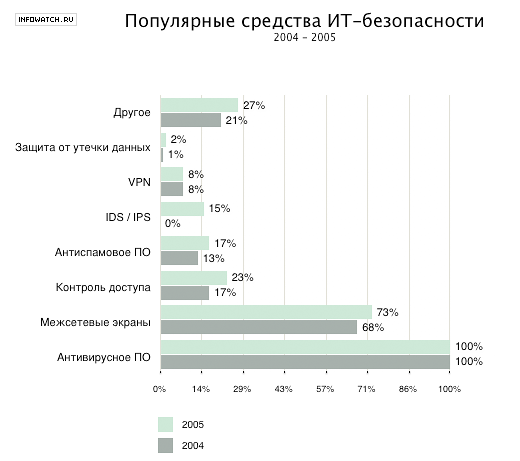 INFOWATCH.RU
Популярные средства ИТ-безопасности
2004 - 2005
Другое 27%
21%
Защита от утечки данных 2%
1%
VPN 8%
8%
IDS / IPS 15%
0%
Антиспамовое ПО 17%
13%
Контроль доступа 23%
17%
Межсетевые экраны 73%
68%
Антивирусное ПО 100%
100%
0% 14% 29% 43% 57% 71% 86% 100%
2005
2004